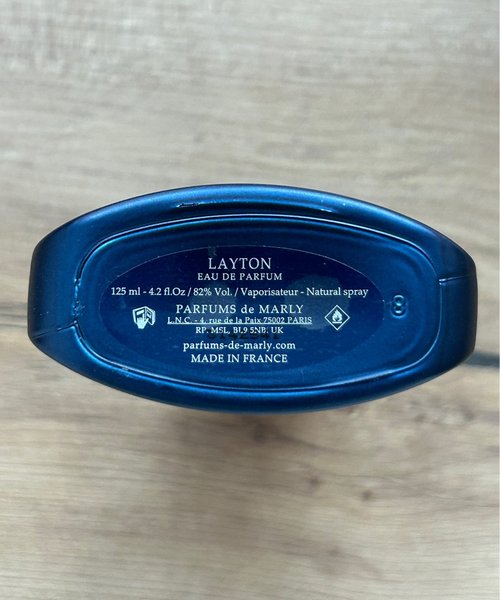 LAYTON
EAU DE PARFUM
125 ml - 4.2 fl.Oz / 82% Vol. / Vaporisateur - Natural spray
PARFUMS de MARLY
L.N.C. - 4, rue de la Paix 75002 PARIS
RP. MSL, BL9 5NB, UK
parfums-de-marly.com
MADE IN FRANCE
8